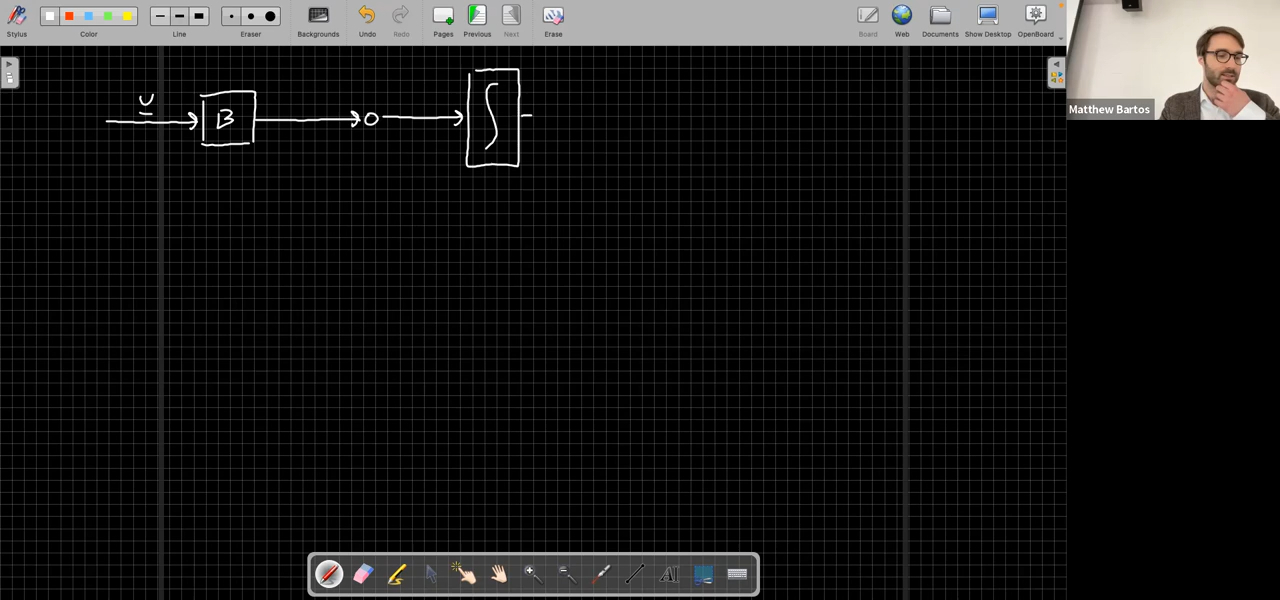 Stylus Color Line Eraser Backgrounds Undo Redo Pages Previous Next Erase Board Web Documents Show Desktop OpenBoard
Matthew Bartos
u
B
∫
AI